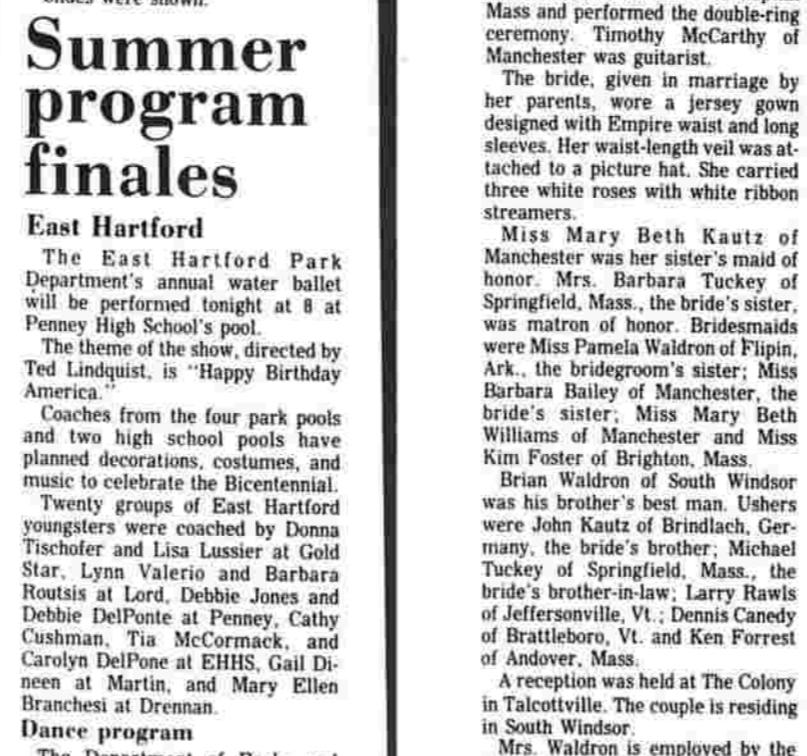 Summer
program
finales
East Hartford
The East Hartford Park
Department's annual water ballet
will be performed tonight at 8 at
Penney High School's pool.
The theme of the show, directed by
Ted Lindquist, is "Happy Birthday
America."
Coaches from the four park pools
and two high school pools have
planned decorations, costumes, and
music to celebrate the Bicentennial.
Twenty groups of East Hartford
youngsters were coached by Donna
Tischofer and Lisa Lussier at Gold
Star, Lynn Valerio and Barbara
Routsis at Lord, Debbie Jones and
Debbie DelPonte at Penney, Cathy
Cushman, Tia McCormack, and
Carolyn DelPone at EHHS, Gail Di-
neen at Martin, and Mary Ellen
Branchesi at Drennan.
Dance program
Mass and performed the double-ring
ceremony. Timothy McCarthy of
Manchester was guitarist.
The bride, given in marriage by
her parents, wore a jersey gown
designed with Empire waist and long
sleeves. Her waist-length veil was at-
tached to a picture hat. She carried
three white roses with white ribbon
streamers.
Miss Mary Beth Kautz of
Manchester was her sister's maid of
honor. Mrs. Barbara Tuckey of
Springfield, Mass., the bride's sister,
was matron of honor. Bridesmaids
were Miss Pamela Waldron of Flipin,
Ark., the bridegroom's sister; Miss
Barbara Bailey of Manchester, the
bride's sister; Miss Mary Beth
Williams of Manchester and Miss
Kim Foster of Brighton, Mass.
Brian Waldron of South Windsor
was his brother's best man. Ushers
were John Kautz of Brindlach, Ger-
many, the bride's brother; Michael
Tuckey of Springfield, Mass., the
bride's brother-in-law; Larry Rawls
of Jeffersonville, Vt.; Dennis Canedy
of Brattleboro, Vt. and Ken Forrest
of Andover, Mass.
A reception was held at The Colony
in Talcottville. The couple is residing
in South Windsor.
Mrs. Waldron is employed by the